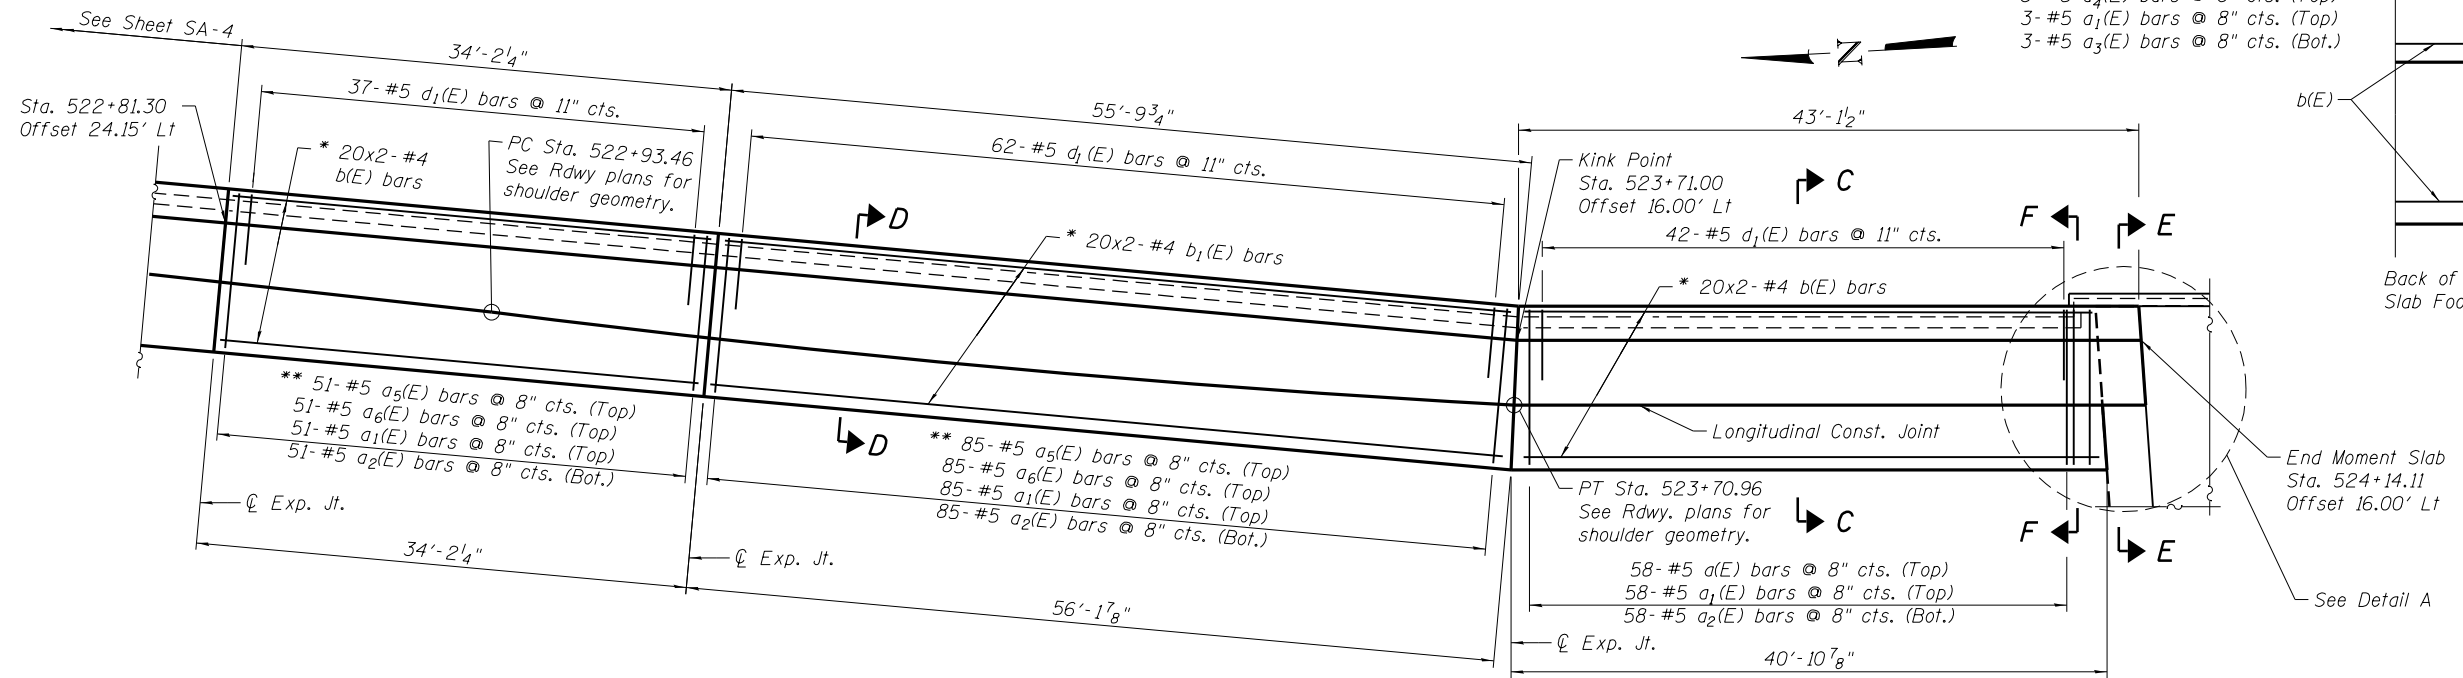 See Sheet SA-4
34'-2¼"
37-#5 d1(E) bars @ 11" cts.
Sta. 522+81.30
Offset 24.15' Lt
* 20x2-#4
b(E) bars
PC Sta. 522+93.46
See Rdwy plans for
shoulder geometry.
55'-9¾"
62-#5 d1(E) bars @ 11" cts.
D
* 20x2-#4 b1(E) bars
N
3-#5 a1(E) bars @ 8" cts. (Top)
3-#5 a3(E) bars @ 8" cts. (Bot.)
43'-1½"
Kink Point
Sta. 523+71.00
Offset 16.00' Lt
C
F
E
42-#5 d1(E) bars @ 11" cts.
* 20x2-#4 b(E) bars
b(E)
Back of
** 51-#5 a5(E) bars @ 8" cts. (Top)
51-#5 a6(E) bars @ 8" cts. (Top)
51-#5 a1(E) bars @ 8" cts. (Top)
51-#5 a2(E) bars @ 8" cts. (Bot.)
℄ Exp. Jt.
34'-2¼"
D
** 85-#5 a5(E) bars @ 8" cts. (Top)
85-#5 a6(E) bars @ 8" cts. (Top)
85-#5 a1(E) bars @ 8" cts. (Top)
85-#5 a2(E) bars @ 8" cts. (Bot.)
℄ Exp. Jt.
56'-1⅞"
Longitudinal Const. Joint
PT Sta. 523+70.96
See Rdwy. plans for
shoulder geometry.
C
F
E
End Moment Slab
Sta. 524+14.11
Offset 16.00' Lt
58-#5 a(E) bars @ 8" cts. (Top)
58-#5 a1(E) bars @ 8" cts. (Top)
58-#5 a2(E) bars @ 8" cts. (Bot.)
℄ Exp. Jt.
40'-10⅞"
See Detail A